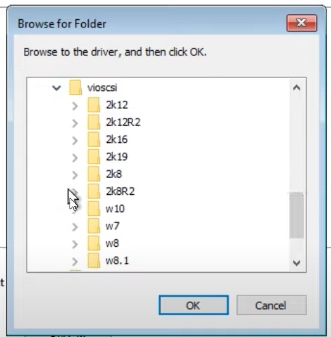 Browse for Folder
Browse to the driver, and then click OK.
vioscsi
2k12
2k12R2
2k16
2k19
2k8
2k8R2
w10
w7
w8
w8.1
t
OK
Cancel